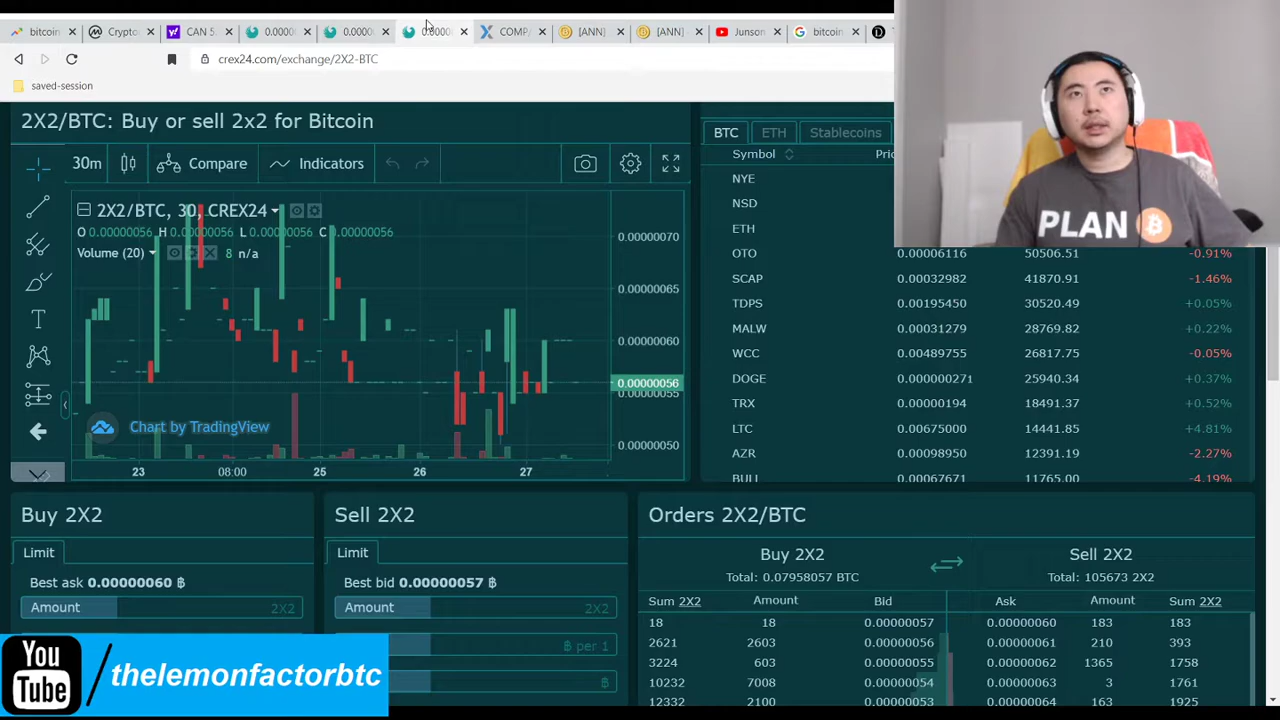 bitcoin
Crypto
CAN 5.
0.0000
0.0000
0.0000
COMP,
[ANN]
[ANN]
Junson
bitcoin
crex24.com/exchange/2X2-BTC
saved-session
2X2/BTC: Buy or sell 2x2 for Bitcoin
30m
Compare
Indicators
2X2/BTC, 30, CREX24
O 0.00000056 H 0.00000056 L 0.00000056 C 0.00000056
Volume (20) 8 n/a
0.00000070
0.00000065
0.00000060
0.00000056
0.00000055
0.00000050
Chart by TradingView
23 08:00 25 26 27
BTC ETH Stablecoins
Symbol
NYE
NSD
ETH
OTO 0.00006116 50506.51 -0.91%
SCAP 0.00032982 41870.91 -1.46%
TDPS 0.00195450 30520.49 +0.05%
MALW 0.00031279 28769.82 +0.22%
WCC 0.00489755 26817.75 -0.05%
DOGE 0.000000271 25940.34 +0.37%
TRX 0.00000194 18491.37 +0.52%
LTC 0.00675000 14441.85 +4.81%
AZR 0.00098950 12391.19 -2.27%
BULL 0.00067671 11765.00 -4.19%
PLAN B
Buy 2X2
Limit
Best ask 0.00000060 ฿
Amount 2X2
Sell 2X2
Limit
Best bid 0.00000057 ฿
Amount 2X2
฿ per 1
฿
Orders 2X2/BTC
Buy 2X2
Total: 0.07958057 BTC
Sell 2X2
Total: 105673 2X2
Sum 2X2 Amount Bid Ask Amount Sum 2X2
18 18 0.00000057 0.00000060 183 183
2621 2603 0.00000056 0.00000061 210 393
3224 603 0.00000055 0.00000062 1365 1758
10232 7008 0.00000054 0.00000063 3 1761
12332 2100 0.00000053 0.00000064 163 1925
You
Tube
/thelemonfactorbtc